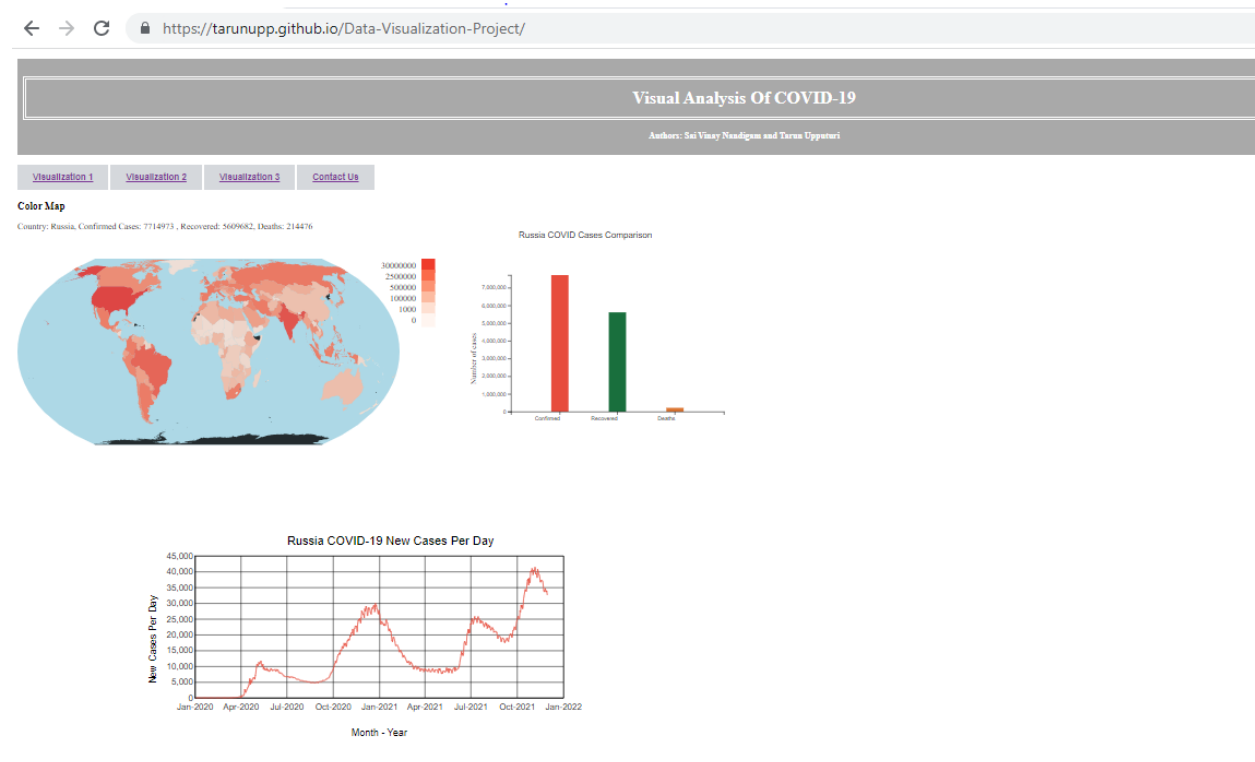 https://tarunupp.github.io/Data-Visualization-Project/
Visual Analysis Of COVID-19
Authors: Sai Vinay Nandigam and Tarun Upputuri
Visualization 1 Visualization 2 Visualization 3 Contact Us
Color Map
Country: Russia, Confirmed Cases: 7714973 , Recovered: 5609682, Deaths: 214476
30000000
2500000
500000
100000
1000
0
Russia COVID Cases Comparison
Number of cases
7,000,000
6,000,000
5,000,000
4,000,000
3,000,000
2,000,000
1,000,000
0
Confirmed Recovered Deaths
Russia COVID-19 New Cases Per Day
New Cases Per Day
45,000
40,000
35,000
30,000
25,000
20,000
15,000
10,000
5,000
0
Jan-2020 Apr-2020 Jul-2020 Oct-2020 Jan-2021 Apr-2021 Jul-2021 Oct-2021 Jan-2022
Month - Year